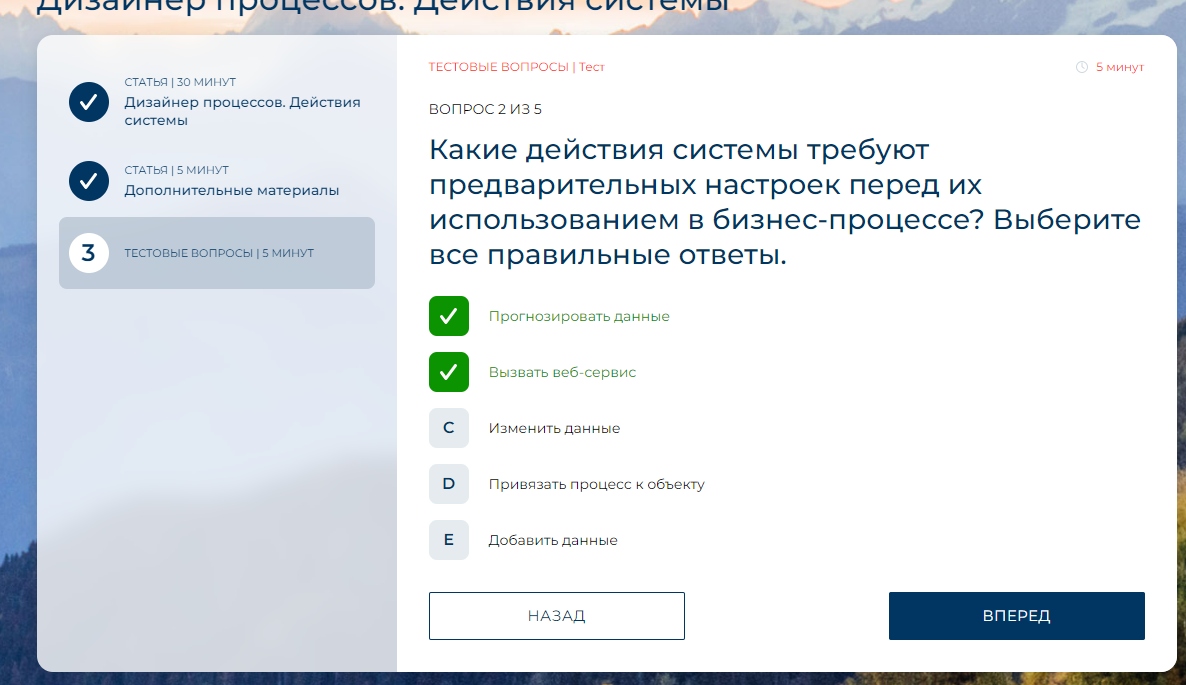 Дизайнер процессов. Действия системы
СТАТЬЯ | 30 МИНУТ
Дизайнер процессов. Действия
системы
СТАТЬЯ | 5 МИНУТ
Дополнительные материалы
3
ТЕСТОВЫЕ ВОПРОСЫ | 5 МИНУТ
ТЕСТОВЫЕ ВОПРОСЫ | Тест
5 минут
ВОПРОС 2 ИЗ 5
Какие действия системы требуют
предварительных настроек перед их
использованием в бизнес-процессе? Выберите
все правильные ответы.
Прогнозировать данные
Вызвать веб-сервис
C Изменить данные
D Привязать процесс к объекту
E Добавить данные
НАЗАД
ВПЕРЕД